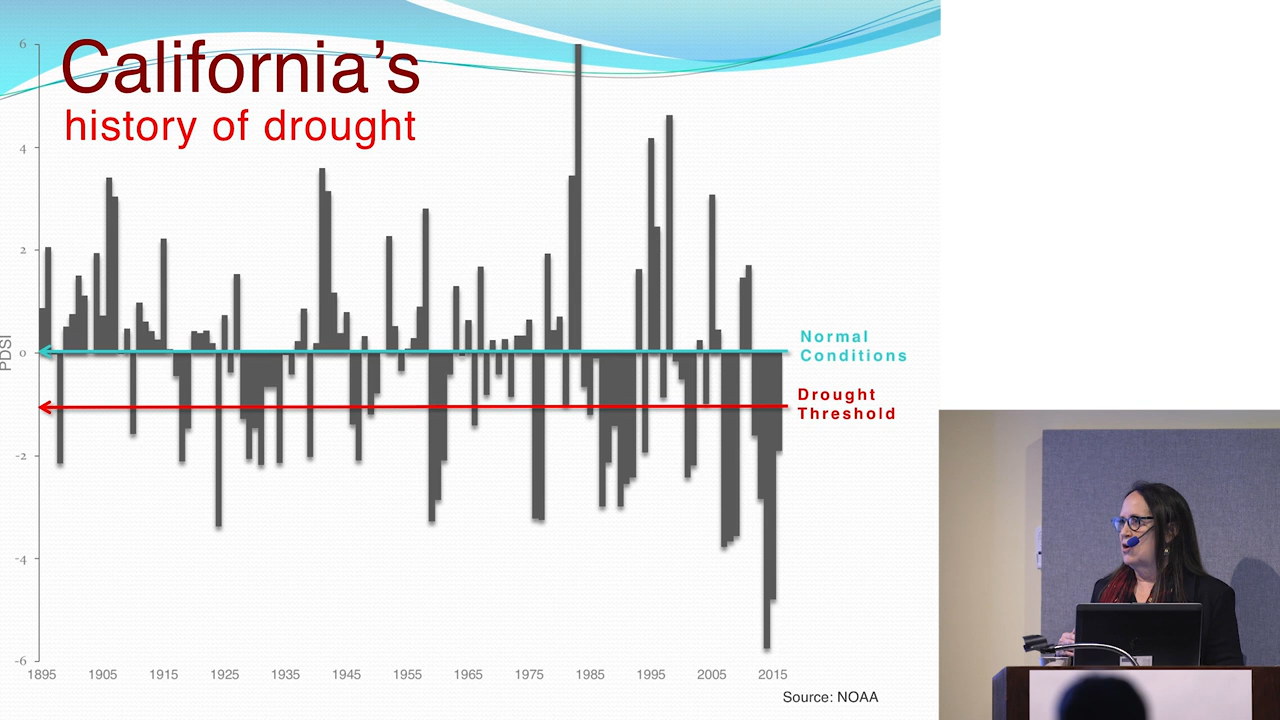 California's
history of drought
6
4
2
0
-2
-4
-6
PDSI
Normal
Conditions
Drought
Threshold
1895 1905 1915 1925 1935 1945 1955 1965 1975 1985 1995 2005 2015
Source: NOAA